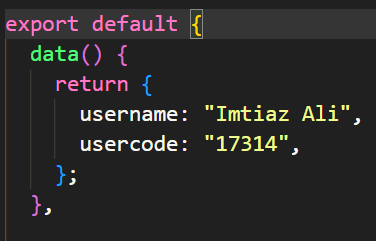 export default {
data() {
return {
username: "Imtiaz Ali",
usercode: "17314",
};
},